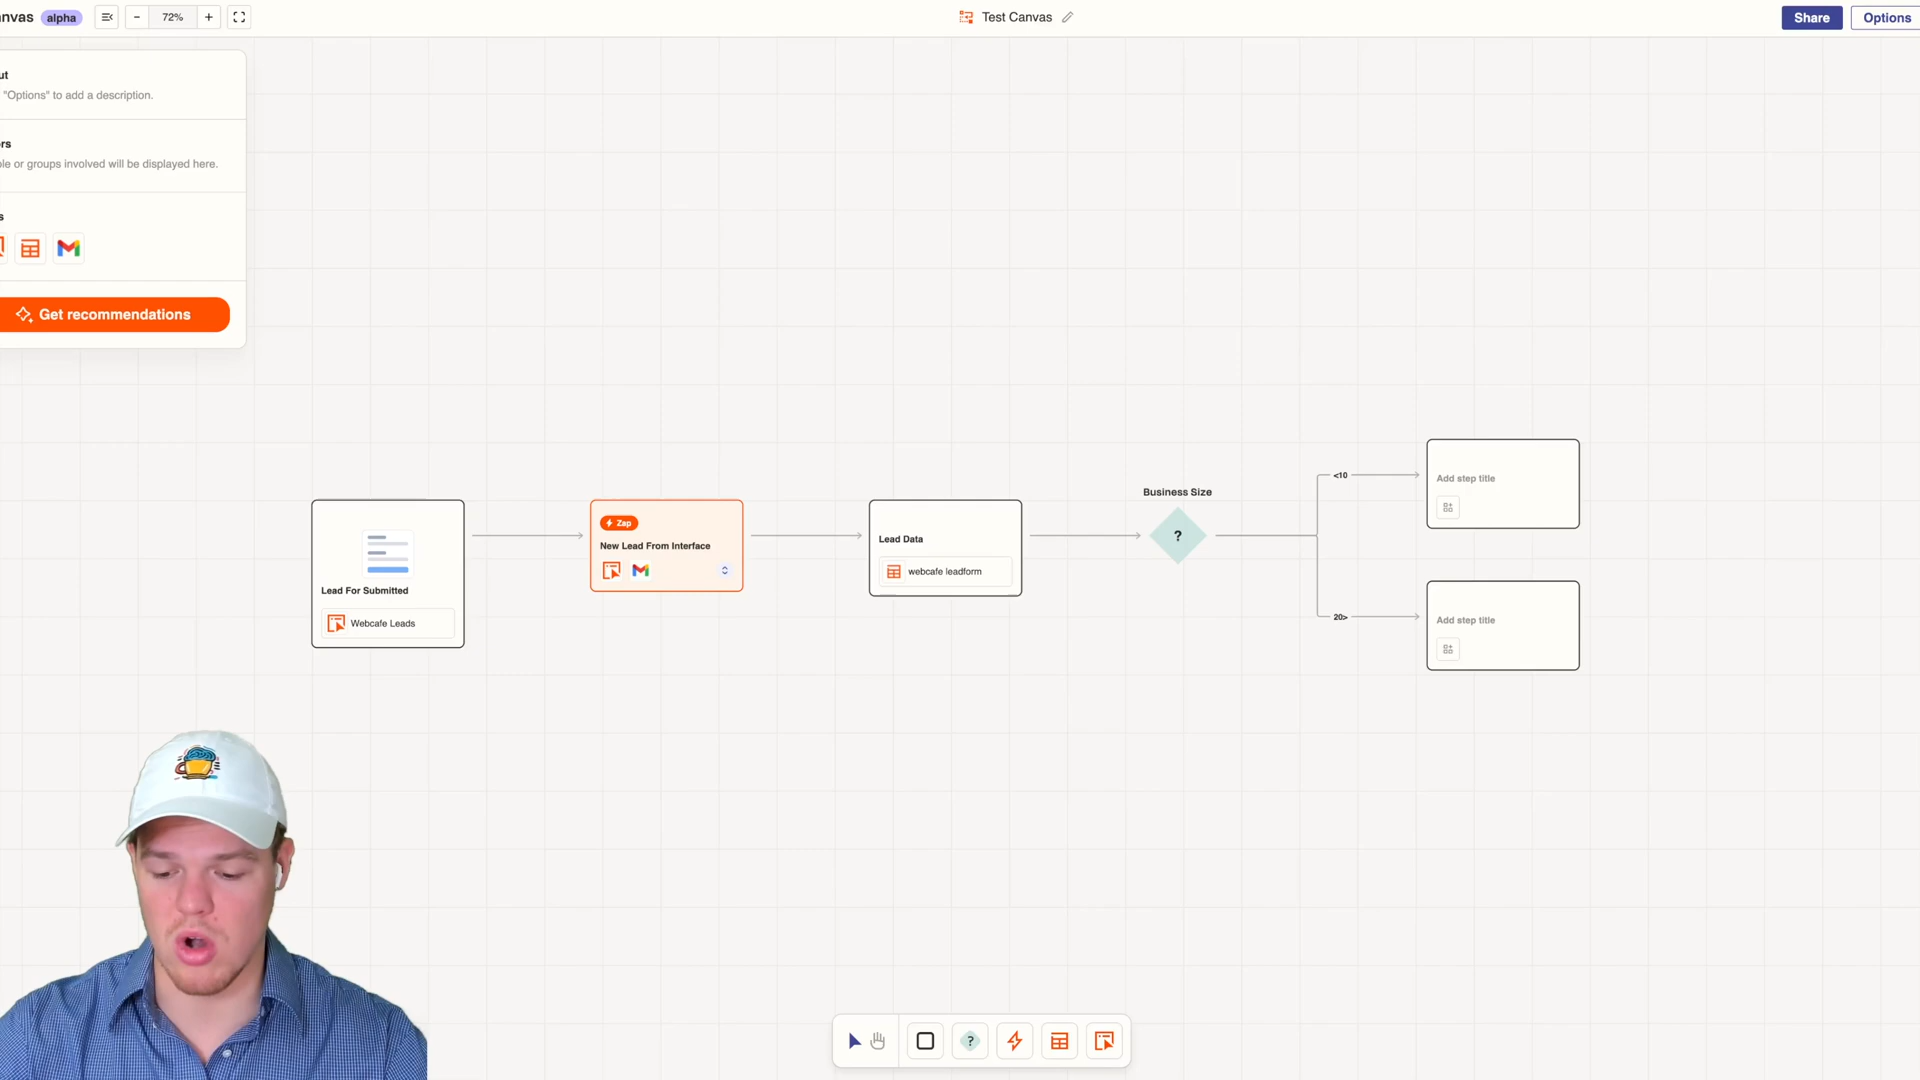 nvas alpha
72%
Test Canvas
Share
Options
ut
"Options" to add a description.
rs
le or groups involved will be displayed here.
s
Get recommendations
Lead For Submitted
Webcafe Leads
Zap
New Lead From Interface
Lead Data
webcafe leadform
Business Size
?
<10
20>
Add step title
Add step title
?